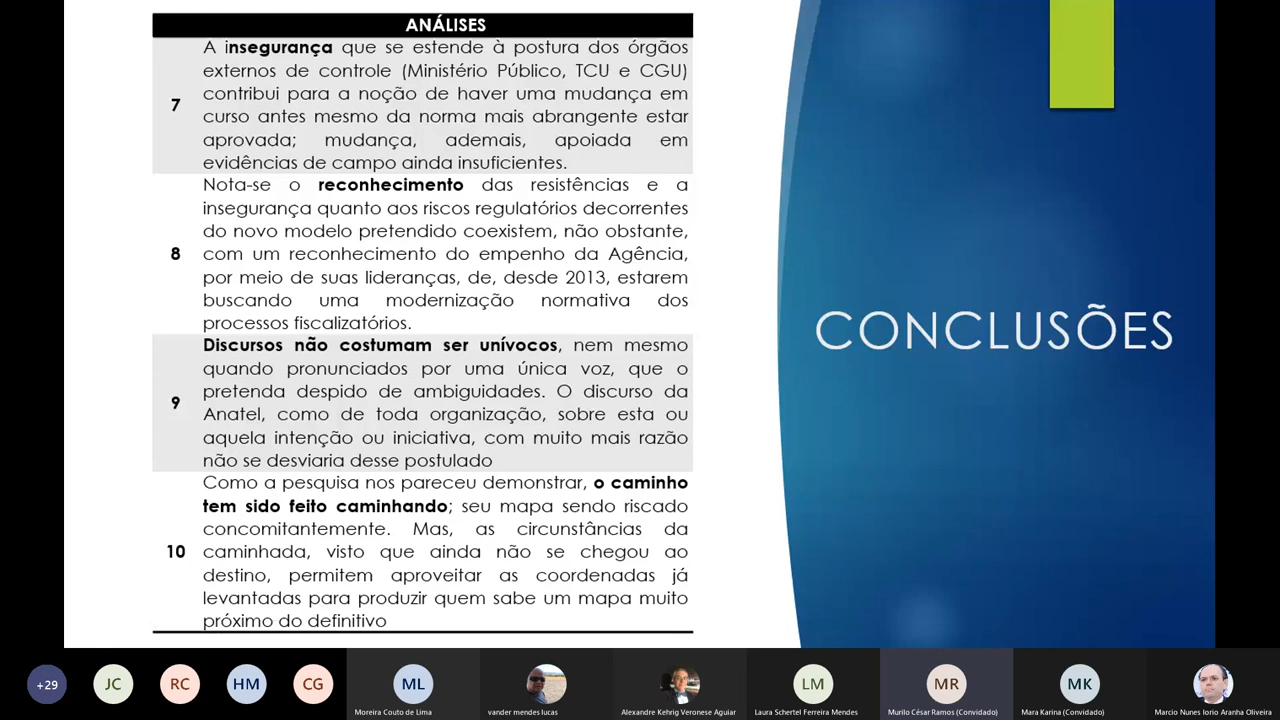 ANÁLISES
A insegurança que se estende à postura dos órgãos
externos de controle (Ministério Público, TCU e CGU)
contribui para a noção de haver uma mudança em
7
curso antes mesmo da norma mais abrangente estar
aprovada; mudança, ademais, apoiada em
evidências de campo ainda insuficientes.
Nota-se o reconhecimento das resistências e a
insegurança quanto aos riscos regulatórios decorrentes
do novo modelo pretendido coexistem, não obstante,
8
com um reconhecimento do empenho da Agência,
por meio de suas lideranças, de, desde 2013, estarem
buscando uma modernização normativa dos
processos fiscalizatórios.
Discursos não costumam ser unívocos, nem mesmo
quando pronunciados por uma única voz, que o
pretenda despido de ambiguidades. O discurso da
9
Anatel, como de toda organização, sobre esta ou
aquela intenção ou iniciativa, com muito mais razão
não se desviaria desse postulado
Como a pesquisa nos pareceu demonstrar, o caminho
tem sido feito caminhando; seu mapa sendo riscado
concomitantemente. Mas, as circunstâncias da
10
caminhada, visto que ainda não se chegou ao
destino, permitem aproveitar as coordenadas já
levantadas para produzir quem sabe um mapa muito
próximo do definitivo
CONCLUSÕES
+29
JC
RC
HM
CG
ML
LM
MR
MK
Moreira Couto de Lima
vander mendes lucas
Alexandre Kehrig Veronese Aguiar
Laura Schertel Ferreira Mendes
Murilo César Ramos (Convidado)
Mara Karina (Convidado)
Marcio Nunes Iorio Aranha Oliveira